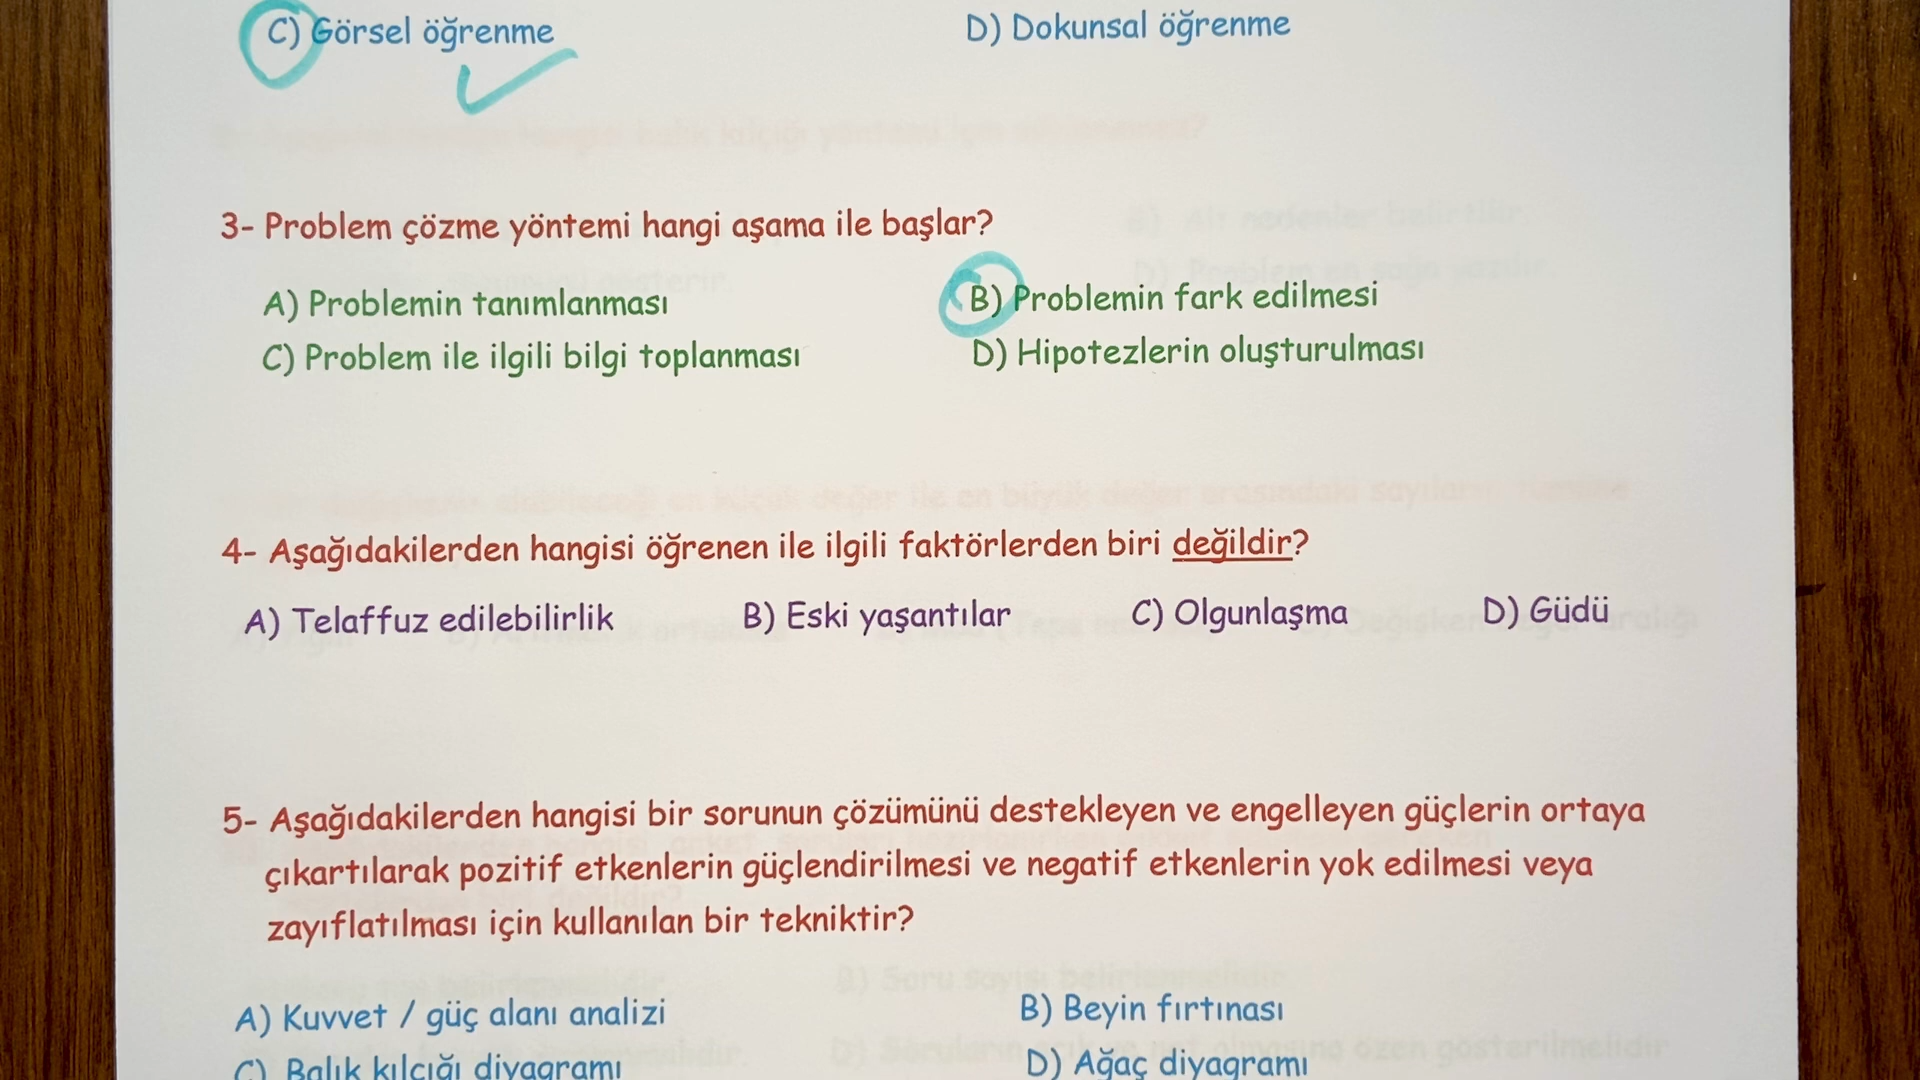 C) Görsel öğrenme D) Dokunsal öğrenme
3- Problem çözme yöntemi hangi aşama ile başlar?
A) Problemin tanımlanması B) Problemin fark edilmesi
C) Problem ile ilgili bilgi toplanması D) Hipotezlerin oluşturulması
4- Aşağıdakilerden hangisi öğrenen ile ilgili faktörlerden biri değildir?
A) Telaffuz edilebilirlik B) Eski yaşantılar C) Olgunlaşma D) Güdü
5- Aşağıdakilerden hangisi bir sorunun çözümünü destekleyen ve engelleyen güçlerin ortaya
çıkartılarak pozitif etkenlerin güçlendirilmesi ve negatif etkenlerin yok edilmesi veya
zayıflatılması için kullanılan bir tekniktir?
A) Kuvvet / güç alanı analizi B) Beyin fırtınası
C) Balık kılçığı diyagramı D) Ağaç diyagramı